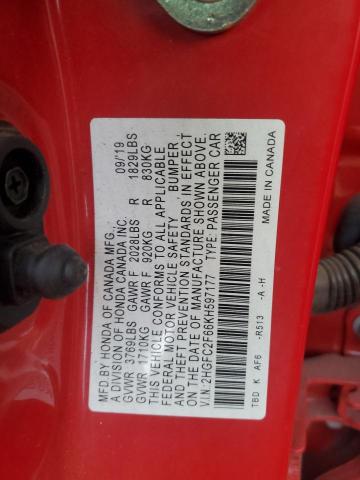 MFD BY HONDA OF CANADA MFG.,
A DIVISION OF HONDA CANADA INC. 09/19
GVWR 3769LBS GAWR F 2028LBS R 1829LBS
GVWR 1710KG GAWR F 920KG R 830KG
THIS VEHICLE CONFORMS TO ALL APPLICABLE
FEDERAL MOTOR VEHICLE SAFETY BUMPER,
AND THEFT PREVENTION STANDARDS IN EFFECT
ON THE DATE OF MANUFACTURE SHOWN ABOVE.
V.I.N: 2HGFC2F66KH597177 TYPE: PASSENGER CAR
TBD K AF6 -R513 -A -H MADE IN CANADA